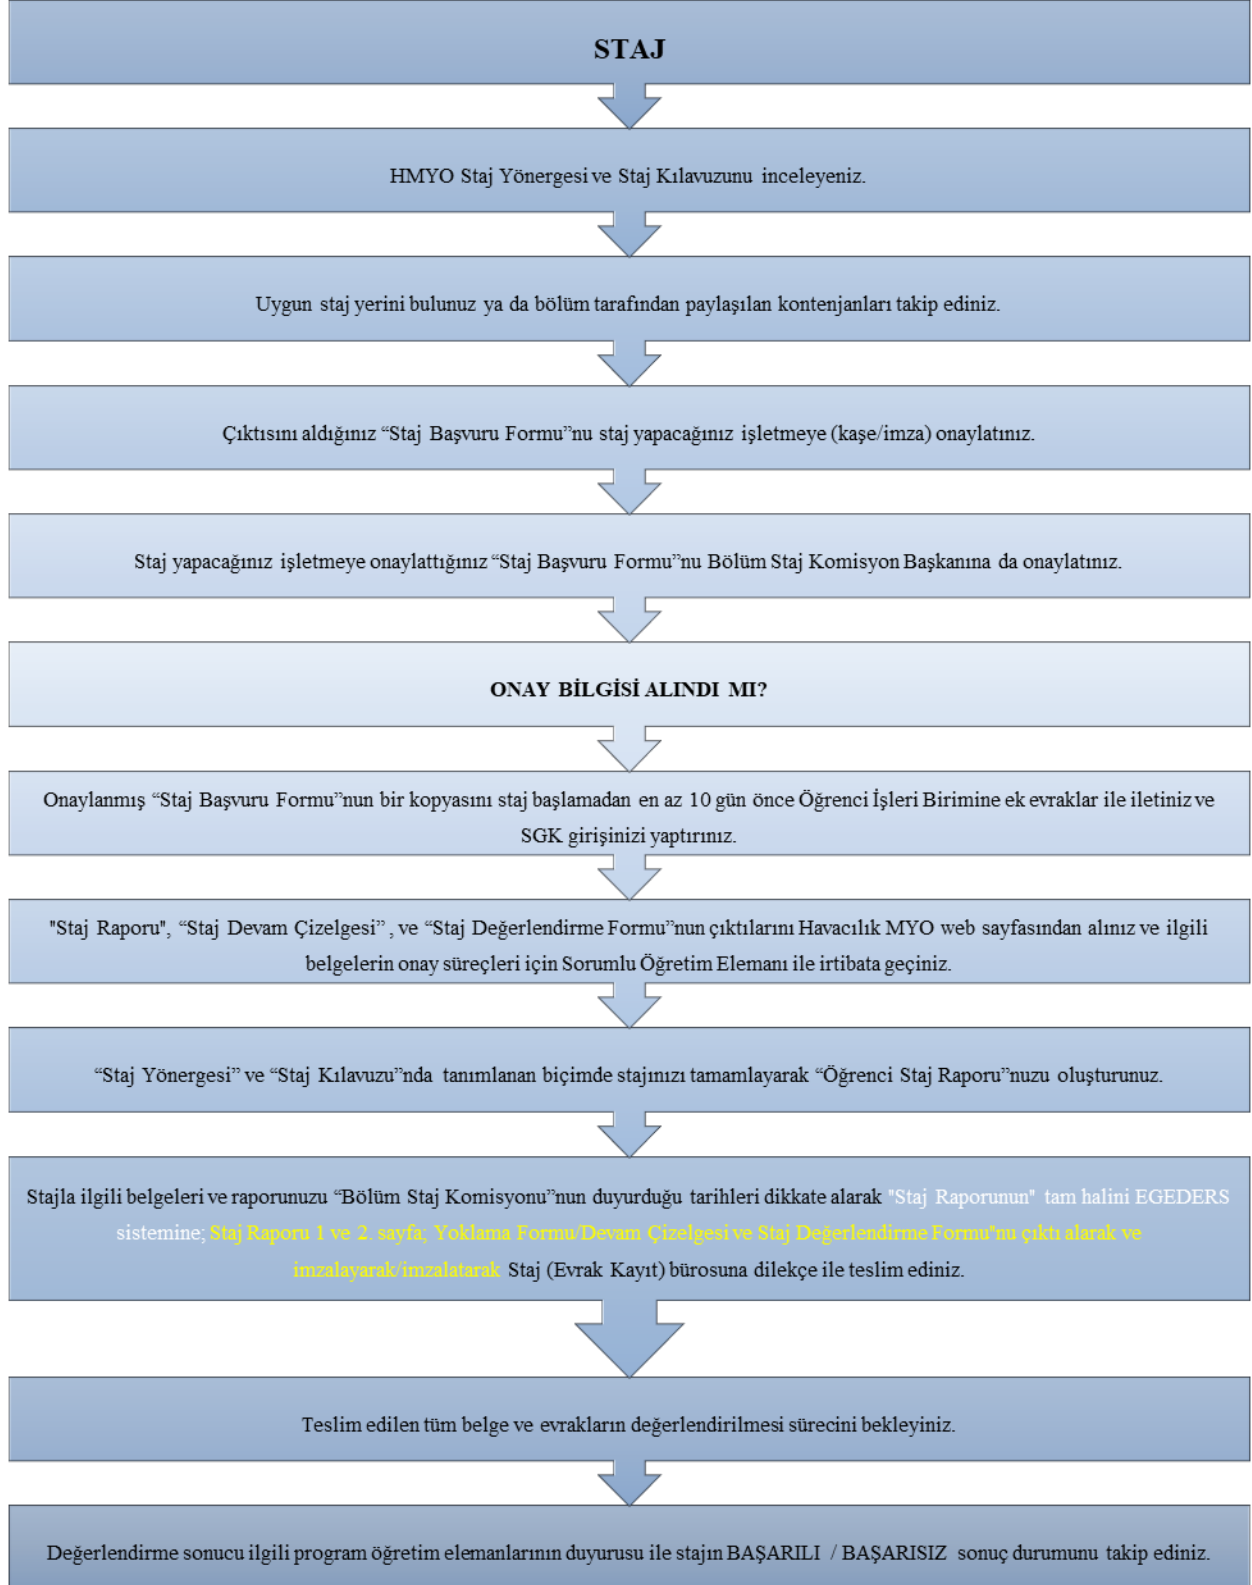 STAJ
HMYO Staj Yönergesi ve Staj Kılavuzunu inceleyeniz.
Uygun staj yerini bulunuz ya da bölüm tarafından paylaşılan kontenjanları takip ediniz.
Çıktısını aldığınız “Staj Başvuru Formu”nu staj yapacağınız işletmeye (kaşe/imza) onaylatınız.
Staj yapacağınız işletmeye onaylattığınız “Staj Başvuru Formu”nu Bölüm Staj Komisyon Başkanına da onaylatınız.
ONAY BİLGİSİ ALINDI MI?
Onaylanmış “Staj Başvuru Formu”nun bir kopyasını staj başlamadan en az 10 gün önce Öğrenci İşleri Birimine ek evraklar ile iletiniz ve
SGK girişinizi yaptırınız.
"Staj Raporu", “Staj Devam Çizelgesi” , ve “Staj Değerlendirme Formu”nun çıktılarını Havacılık MYO web sayfasından alınız ve ilgili
belgelerin onay süreçleri için Sorumlu Öğretim Elemanı ile irtibata geçiniz.
“Staj Yönergesi” ve “Staj Kılavuzu”nda tanımlanan biçimde stajınızı tamamlayarak “Öğrenci Staj Raporu”nuzu oluşturunuz.
Stajla ilgili belgeleri ve raporunuzu “Bölüm Staj Komisyonu”nun duyurduğu tarihleri dikkate alarak "Staj Raporunun" tam halini EGEDERS
sistemine; Staj Raporu 1 ve 2. sayfa; Yoklama Formu/Devam Çizelgesi ve Staj Değerlendirme Formu"nu çıktı alarak ve
imzalayarak/imzalatarak Staj (Evrak Kayıt) bürosuna dilekçe ile teslim ediniz.
Teslim edilen tüm belge ve evrakların değerlendirilmesi sürecini bekleyiniz.
Değerlendirme sonucu ilgili program öğretim elemanlarının duyurusu ile stajın BAŞARILI / BAŞARISIZ sonuç durumunu takip ediniz.